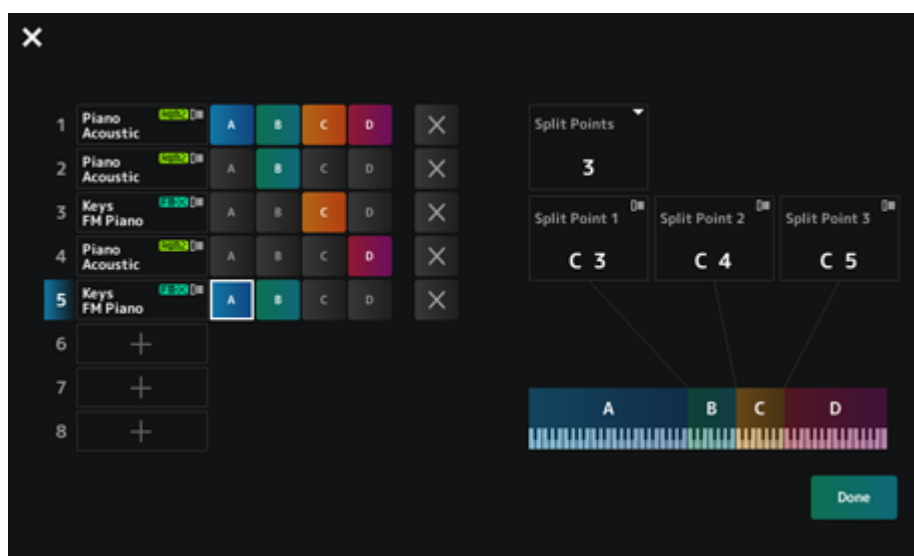 1 Piano Acoustic A B C D
2 Piano Acoustic A B C D
3 Keys FM Piano A B C D
4 Piano Acoustic A B C D
5 Keys FM Piano A B C D
6
7
8
Split Points
3
Split Point 1 Split Point 2 Split Point 3
C 3 C 4 C 5
A B C D
Done